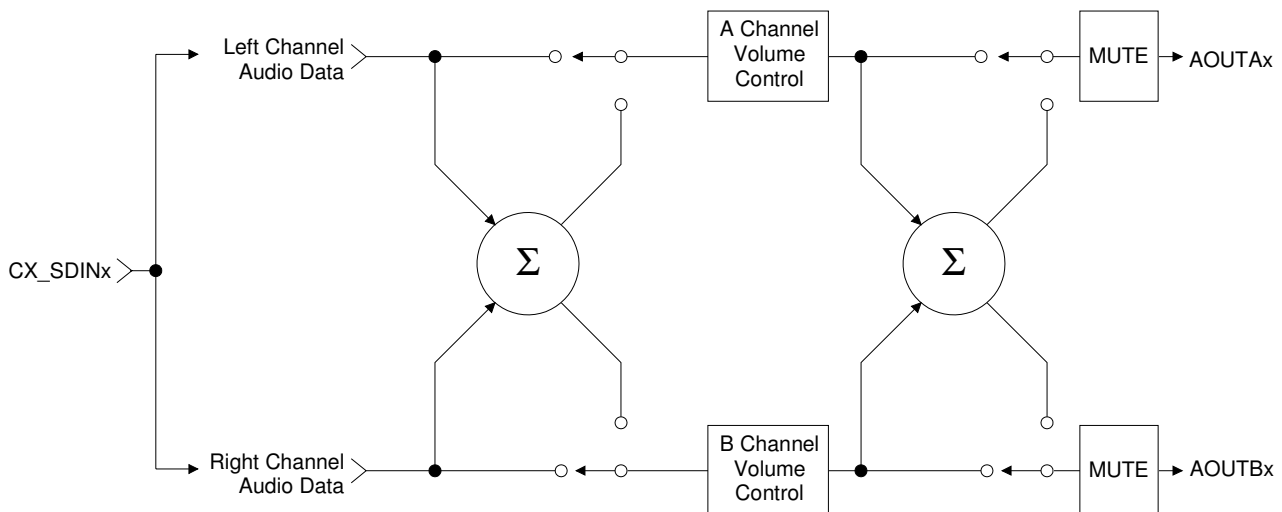 Left Channel
Audio Data
A Channel
Volume
Control
MUTE
AOUTAx
CX_SDINx
Σ
Σ
Right Channel
Audio Data
B Channel
Volume
Control
MUTE
AOUTBx